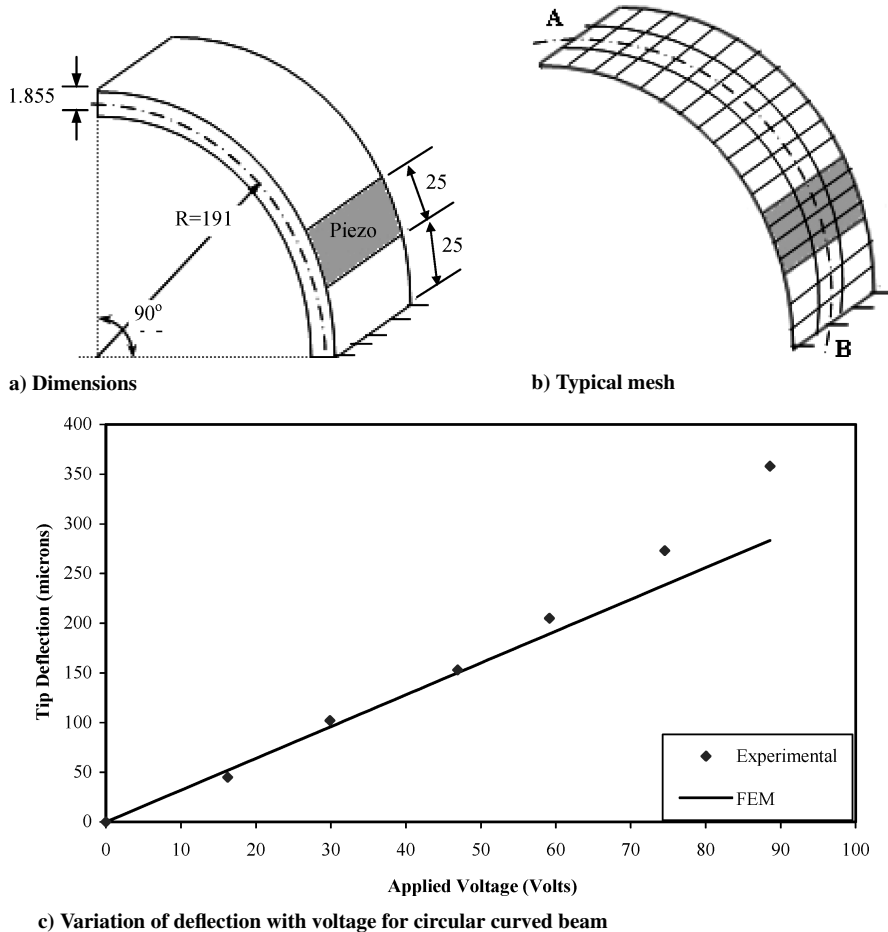 1.855
R=191
90º
Piezo
25
25
a) Dimensions
A
B
b) Typical mesh
400
350
300
250
200
150
100
50
0
Tip Deflection (microns)
0 10 20 30 40 50 60 70 80 90 100
Applied Voltage (Volts)
Experimental
FEM
c) Variation of deflection with voltage for circular curved beam